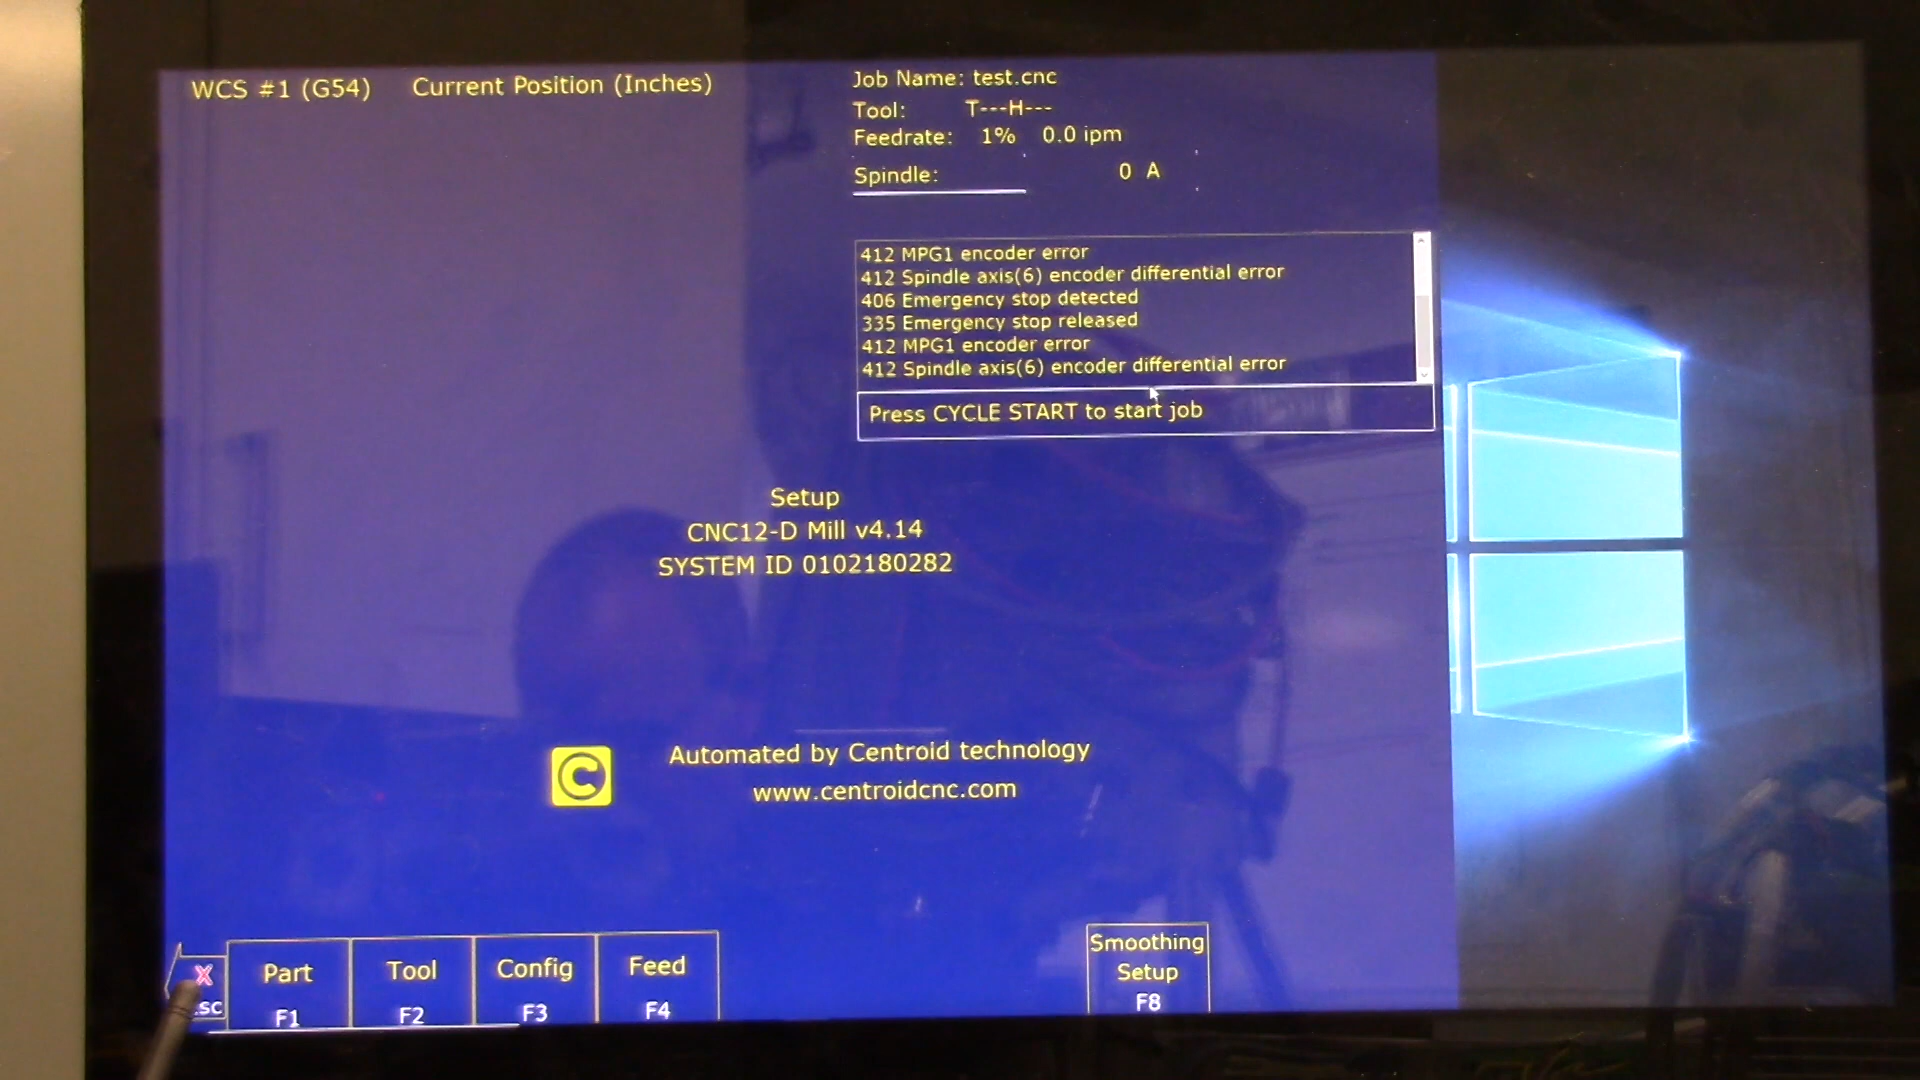 WCS #1 (G54) Current Position (Inches)
Job Name: test.cnc
Tool: T---H---
Feedrate: 1% 0.0 ipm
Spindle: 0 A
412 MPG1 encoder error
412 Spindle axis(6) encoder differential error
406 Emergency stop detected
335 Emergency stop released
412 MPG1 encoder error
412 Spindle axis(6) encoder differential error
Press CYCLE START to start job
Setup
CNC12-D Mill v4.14
SYSTEM ID 0102180282
C
Automated by Centroid technology
www.centroidcnc.com
X
Part
Tool
Config
Feed
Smoothing
Setup
F1
F2
F3
F4
F8